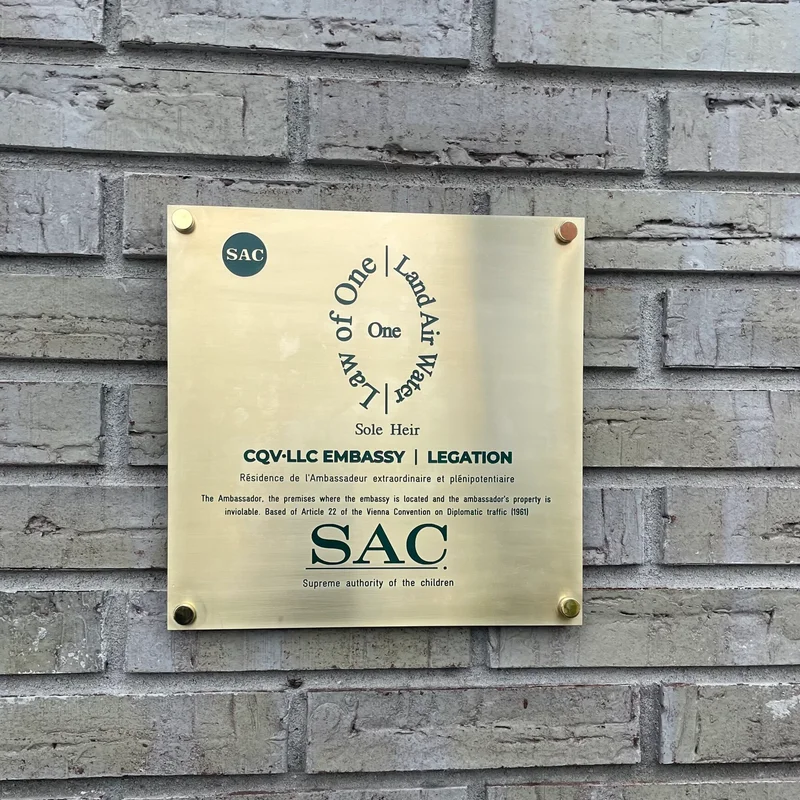 SAC
Law of One | Land Air Water |
One
Sole Heir
CQV·LLC EMBASSY | LEGATION
Résidence de l'Ambassadeur extraordinaire et plénipotentiaire
The Ambassador, the premises where the embassy is located and the ambassador's property is
inviolable. Based of Article 22 of the Vienna Convention on Diplomatic traffic (1961)
SAC.
Supreme authority of the children